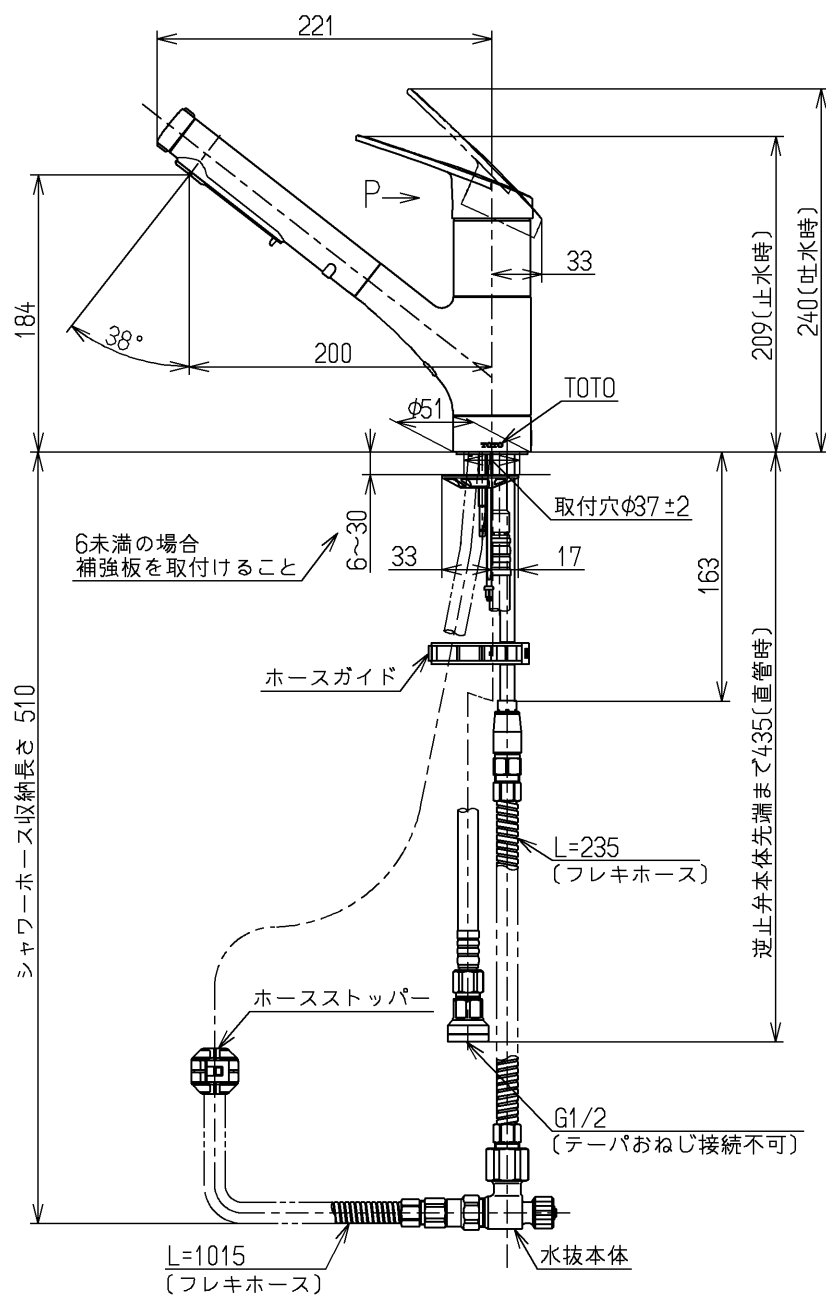 221
P
33
209(止水時)
240(吐水時)
184
38°
200
φ51
TOTO
TOTO
取付穴φ37±2
6~30
6未満の場合
補強板を取付けること
33
17
163
ホースガイド
シャワーホース収納長さ 510
逆止弁本体先端まで435(直管時)
L=235
(フレキホース)
ホースストッパー
G1/2
(テーパおねじ接続不可)
L=1015
(フレキホース)
水抜本体